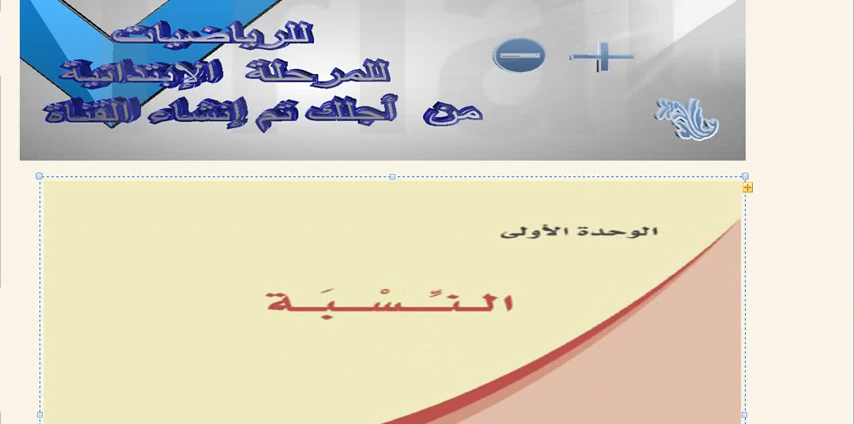 للرياضيات
للمرحلة الإبتدائية
من أجلك تم إنشاء القناة
الوحدة الأولى
النِّسْبَة